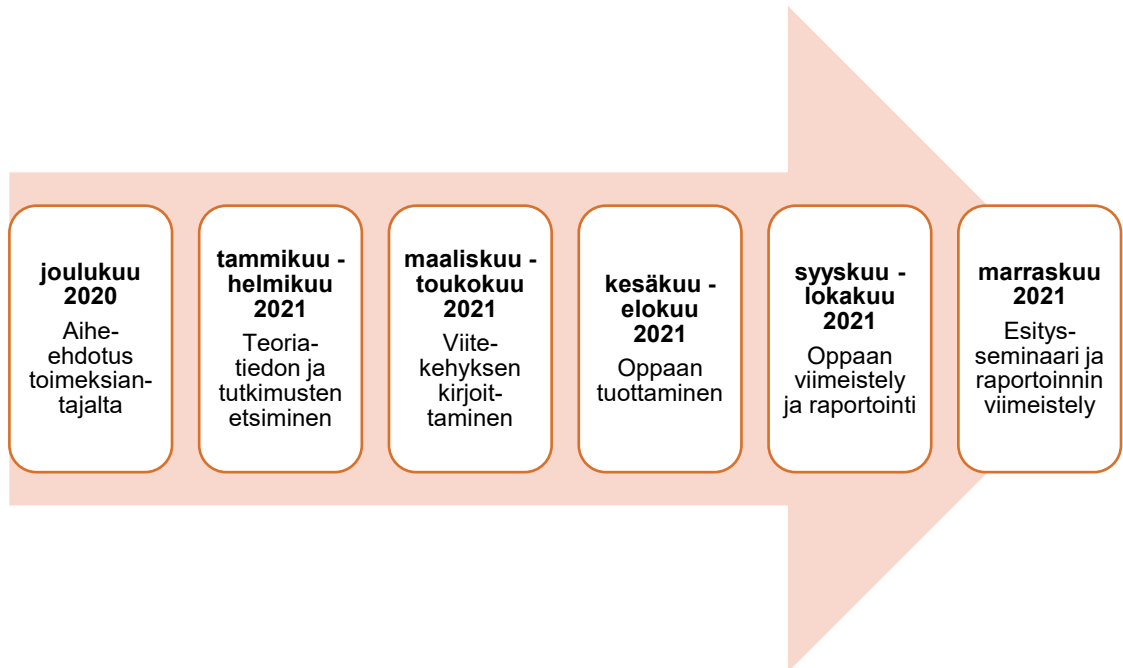 joulukuu
2020
Aihe-
ehdotus
toimeksian-
tajalta
tammikuu -
helmikuu
2021
Teoria-
tiedon ja
tutkimusten
etsiminen
maaliskuu -
toukokuu
2021
Viite-
kehyksen
kirjoit-
taminen
kesäkuu -
elokuu
2021
Oppaan
tuottaminen
syyskuu -
lokakuu
2021
Oppaan
viimeistely
ja raportointi
marraskuu
2021
Esitys-
seminaari ja
raportoinnin
viimeistely